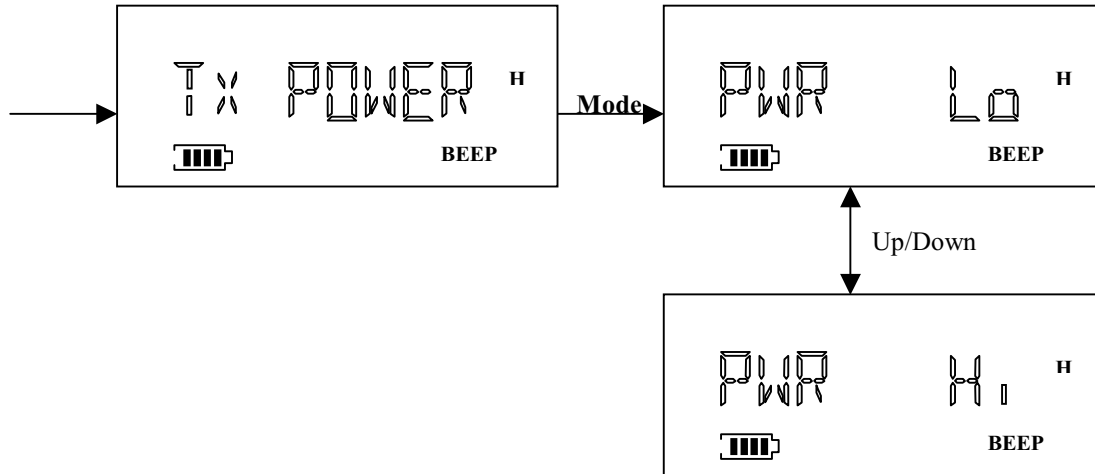 Tx POWER H
BEEP
Mode
PWR Lo H
BEEP
Up/Down
PWR Hi H
BEEP